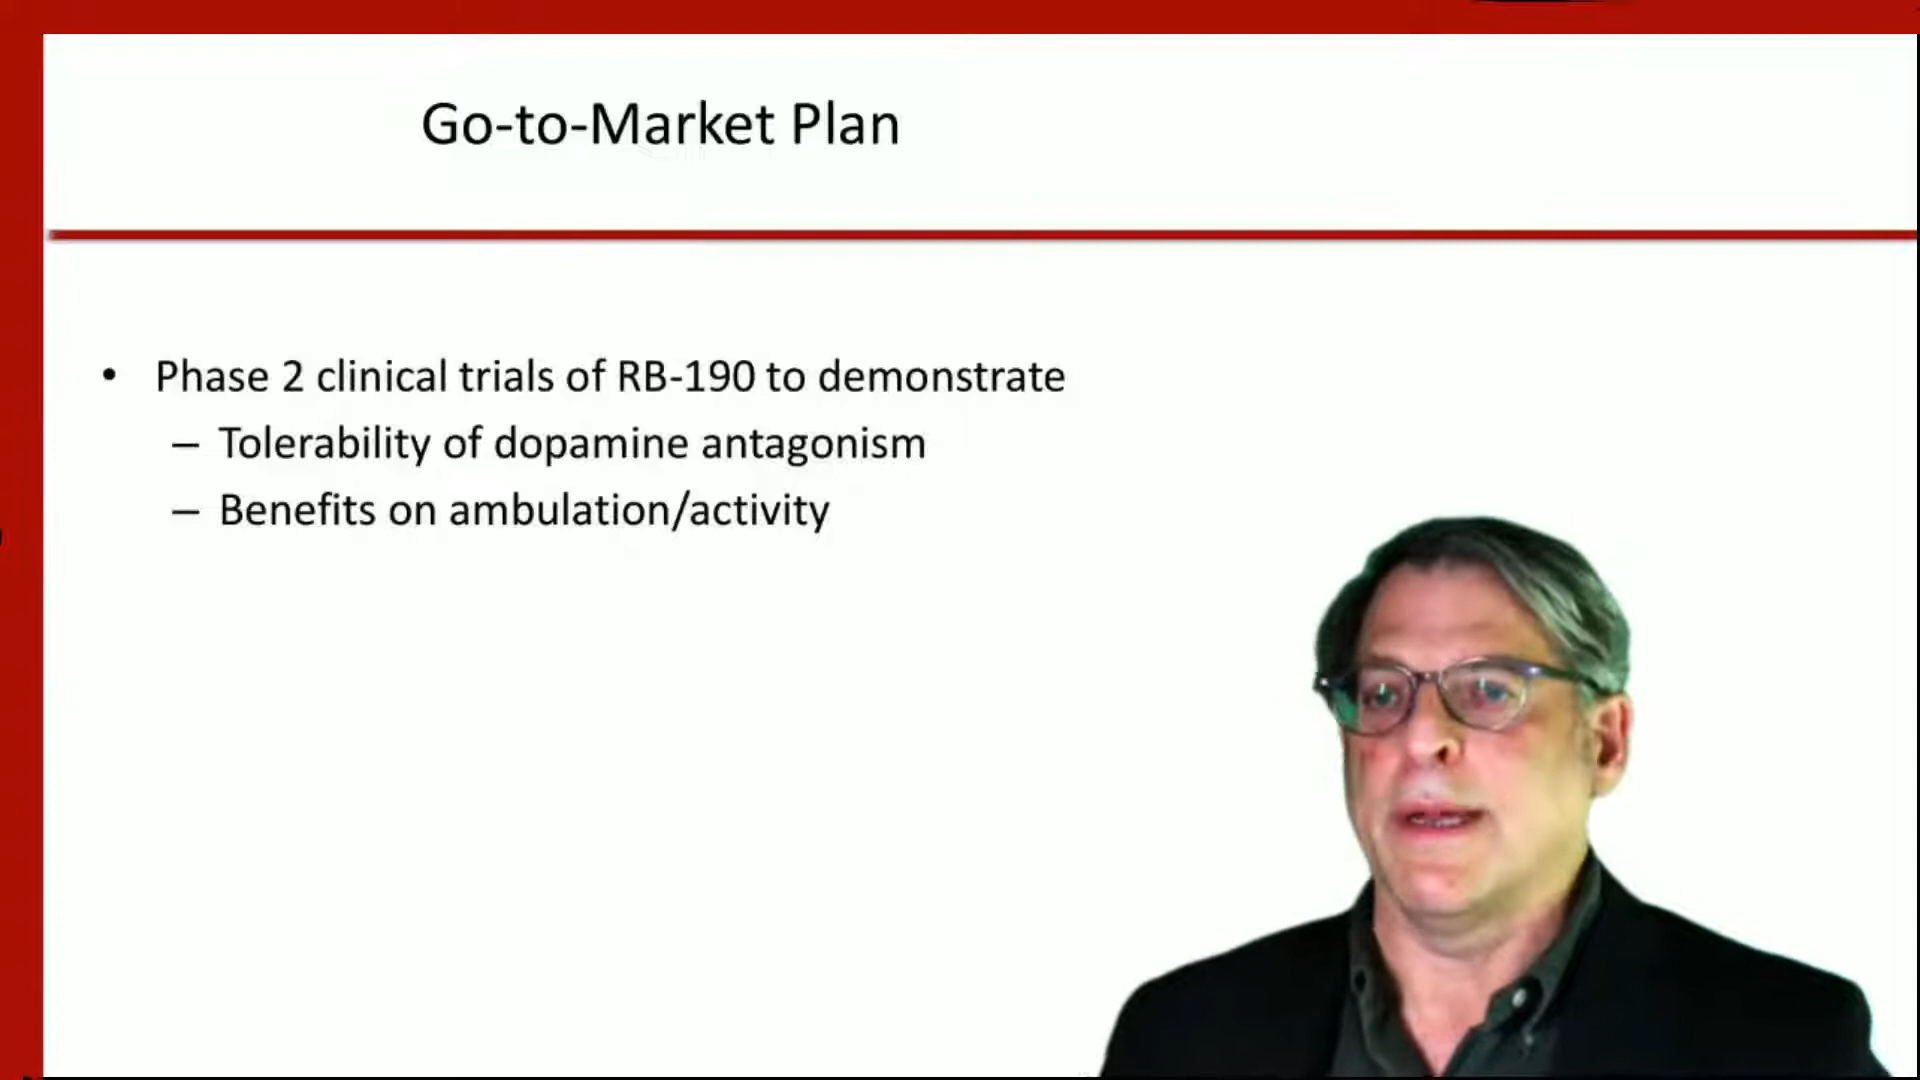 Go-to-Market Plan
• Phase 2 clinical trials of RB-190 to demonstrate
– Tolerability of dopamine antagonism
– Benefits on ambulation/activity